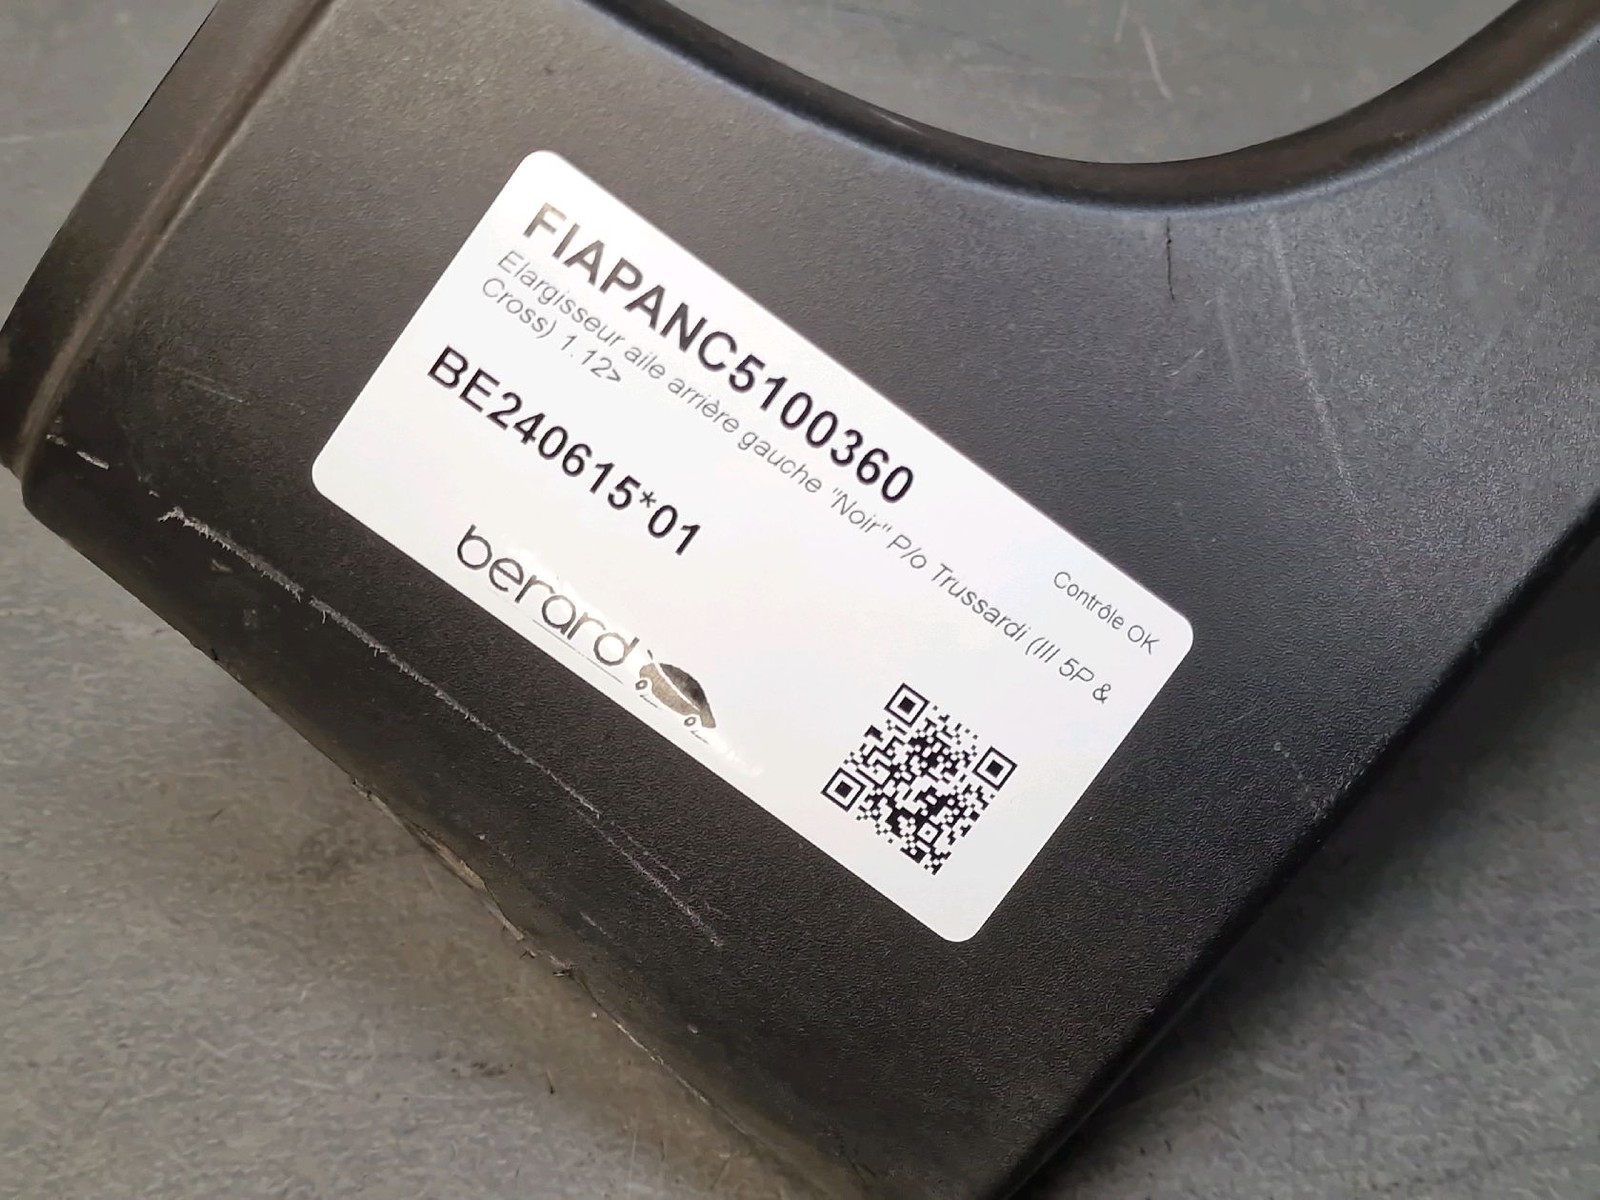 FIAPANC5100360
Elargisseur aile arrière gauche "Noir" P/o Trussardi (III 5P &
Cross) 1.12>
BE240615*01
Contrôle OK
berard